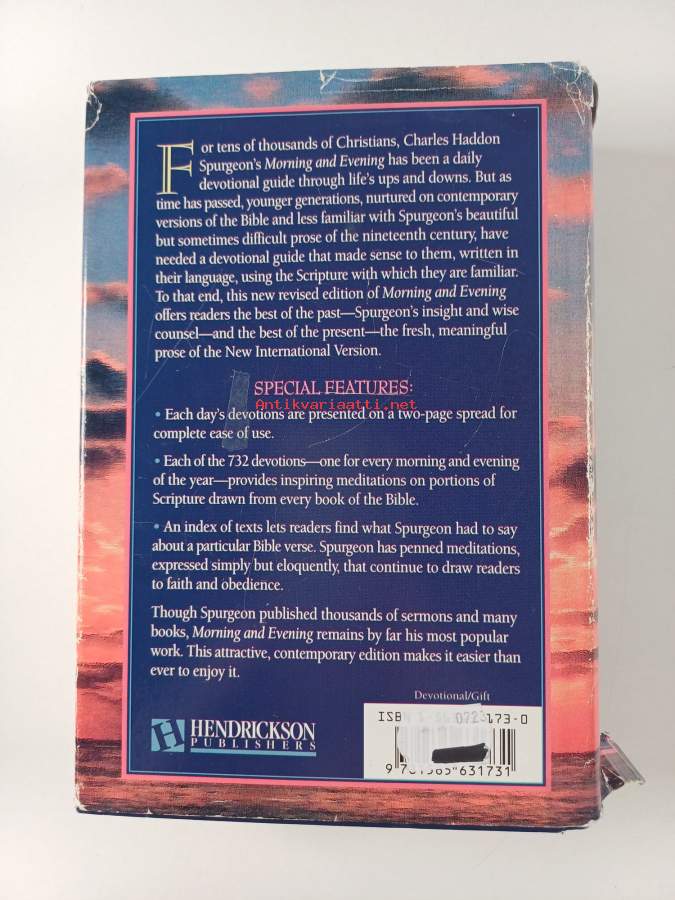 For tens of thousands of Christians, Charles Haddon
Spurgeon's Morning and Evening has been a daily
devotional guide through life's ups and downs. But as
time has passed, younger generations, nurtured on contemporary
versions of the Bible and less familiar with Spurgeon's beautiful
but sometimes difficult prose of the nineteenth century, have
needed a devotional guide that made sense to them, written in
their language, using the Scripture with which they are familiar.
To that end, this new revised edition of Morning and Evening
offers readers the best of the past—Spurgeon's insight and wise
counsel—and the best of the present—the fresh, meaningful
prose of the New International Version.
SPECIAL FEATURES:
Antikvariaatti.net
• Each day's devotions are presented on a two-page spread for
complete ease of use.
• Each of the 732 devotions—one for every morning and evening
of the year—provides inspiring meditations on portions of
Scripture drawn from every book of the Bible.
• An index of texts lets readers find what Spurgeon had to say
about a particular Bible verse. Spurgeon has penned meditations,
expressed simply but eloquently, that continue to draw readers
to faith and obedience.
Though Spurgeon published thousands of sermons and many
books, Morning and Evening remains by far his most popular
work. This attractive, contemporary edition makes it easier than
ever to enjoy it.
Devotional/Gift
173-0
631731
H HENDRICKSON
PUBLISHERS